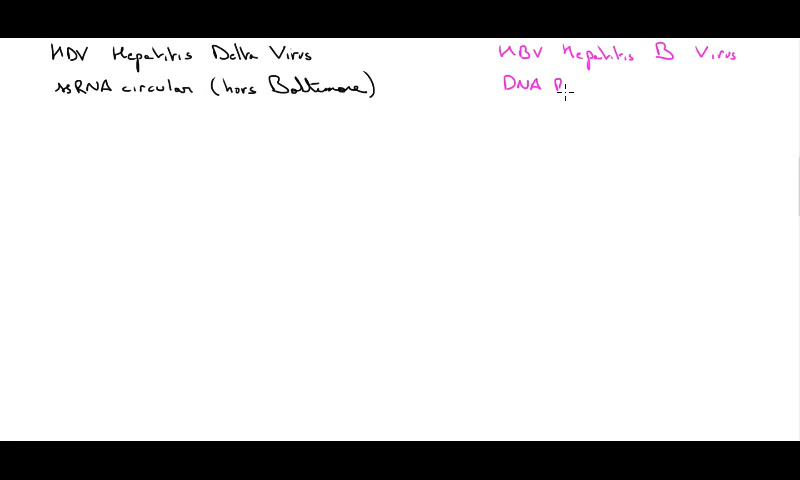 HDV Hepatitis Delta Virus
ssRNA circular (hors Baltimore)
HBV Hepatitis B Virus
DNA